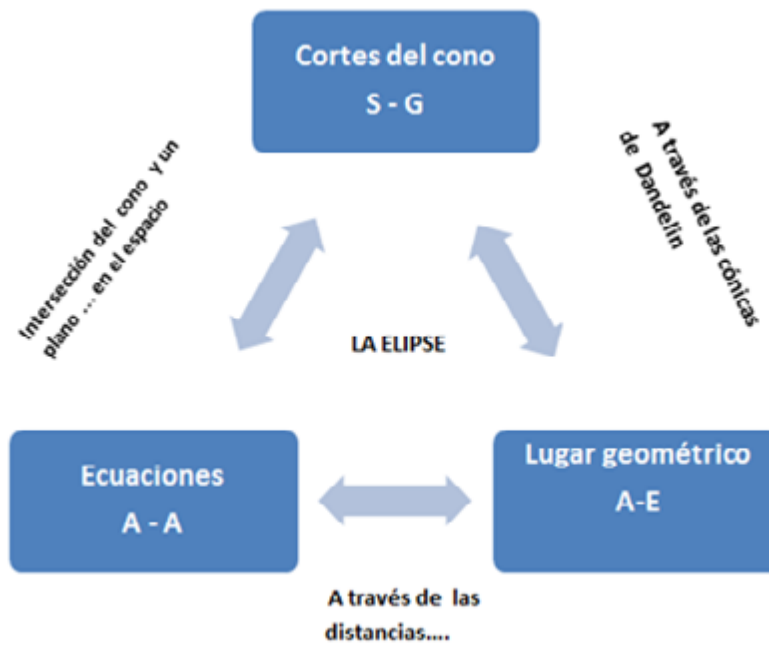 Cortes del cono
S - G
Intersección del cono y un
plano ... en el espacio
A través de las cónicas
de Dandelín
LA ELIPSE
Ecuaciones
A - A
Lugar geométrico
A-E
A través de las
distancias....